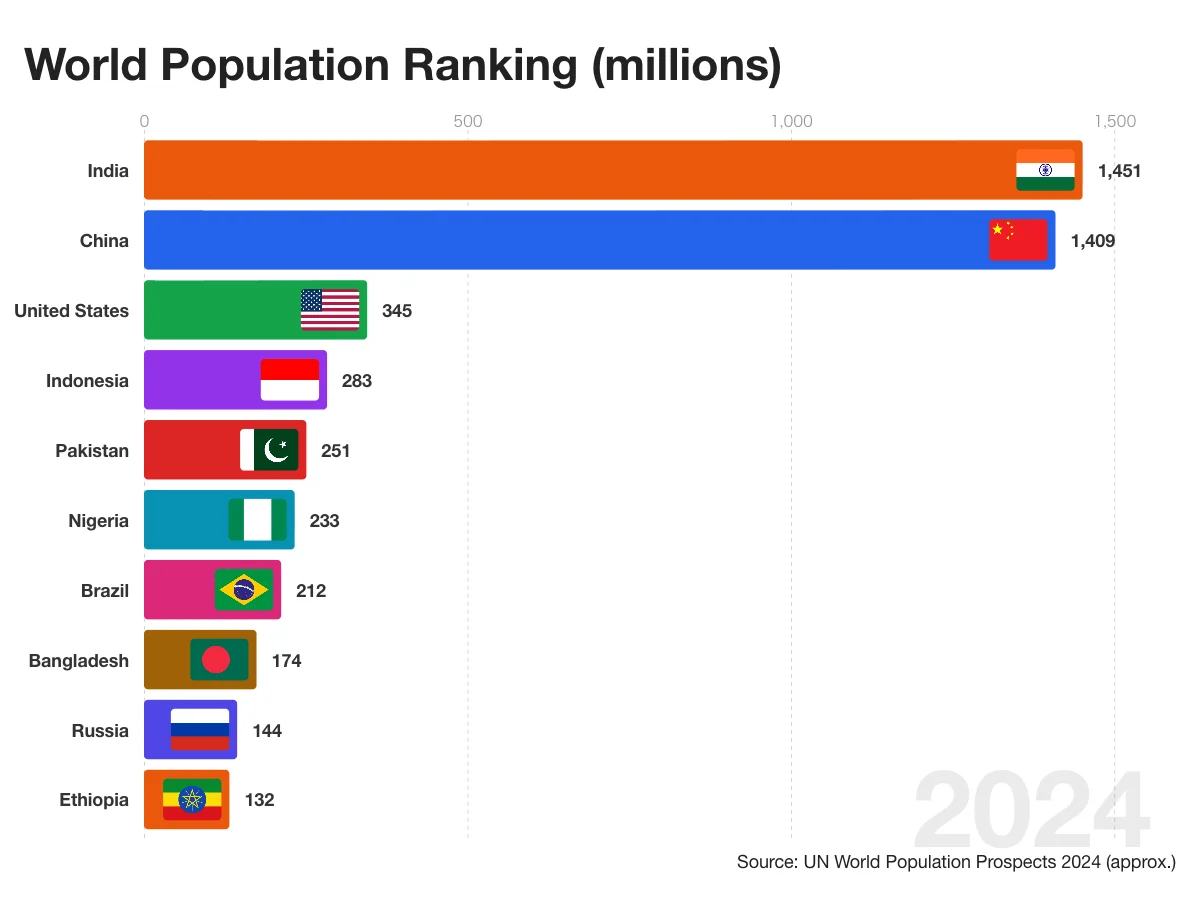 World Population Ranking (millions)
0 500 1,000 1,500
India 1,451
China 1,409
United States 345
Indonesia 283
Pakistan 251
Nigeria 233
Brazil 212
Bangladesh 174
Russia 144
Ethiopia 132
2024
Source: UN World Population Prospects 2024 (approx.)